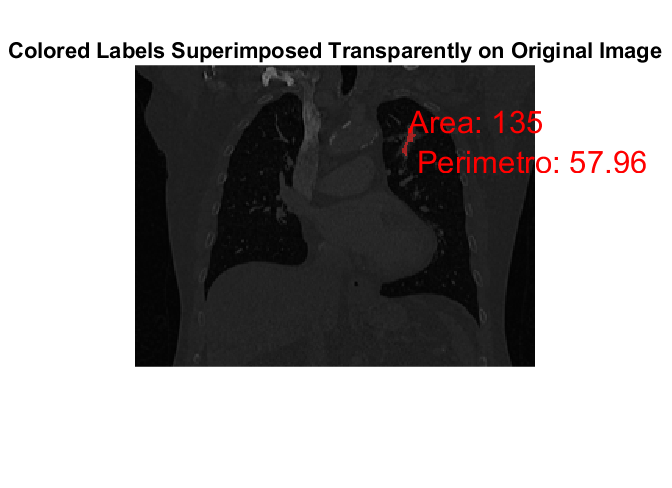 Colored Labels Superimposed Transparently on Original Image
Area: 135
Perimetro: 57.96